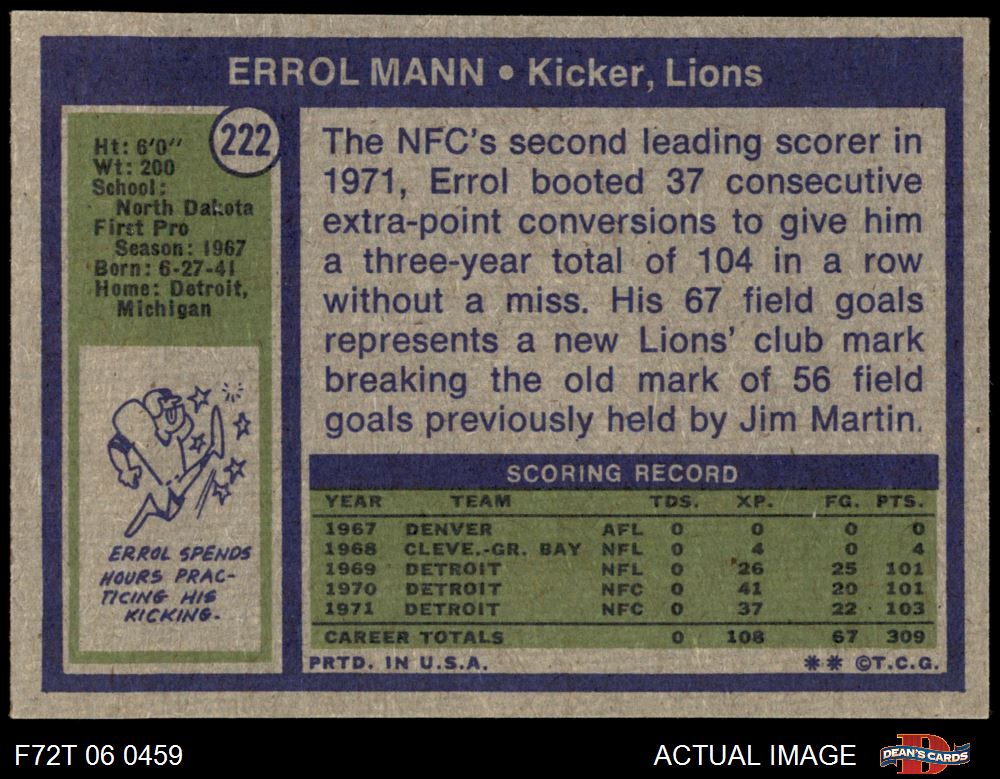 ERROL MANN • Kicker, Lions
222
Ht: 6'0"
Wt: 200
School:
North Dakota
First Pro
Season: 1967
Born: 6-27-41
Home: Detroit,
Michigan
ERROL SPENDS
HOURS PRAC-
TICING HIS
KICKING.
The NFC's second leading scorer in
1971, Errol booted 37 consecutive
extra-point conversions to give him
a three-year total of 104 in a row
without a miss. His 67 field goals
represents a new Lions' club mark
breaking the old mark of 56 field
goals previously held by Jim Martin.
SCORING RECORD
YEAR TEAM TDS. XP. FG. PTS.
1967 DENVER AFL 0 0 0 0
1968 CLEVE.-GR. BAY NFL 0 4 0 4
1969 DETROIT NFL 0 26 25 101
1970 DETROIT NFC 0 41 20 101
1971 DETROIT NFC 0 37 22 103
CAREER TOTALS 0 108 67 309
PRTD. IN U.S.A. ** ©T.C.G.
F72T 06 0459 ACTUAL IMAGE
D
DEAN'S CARDS